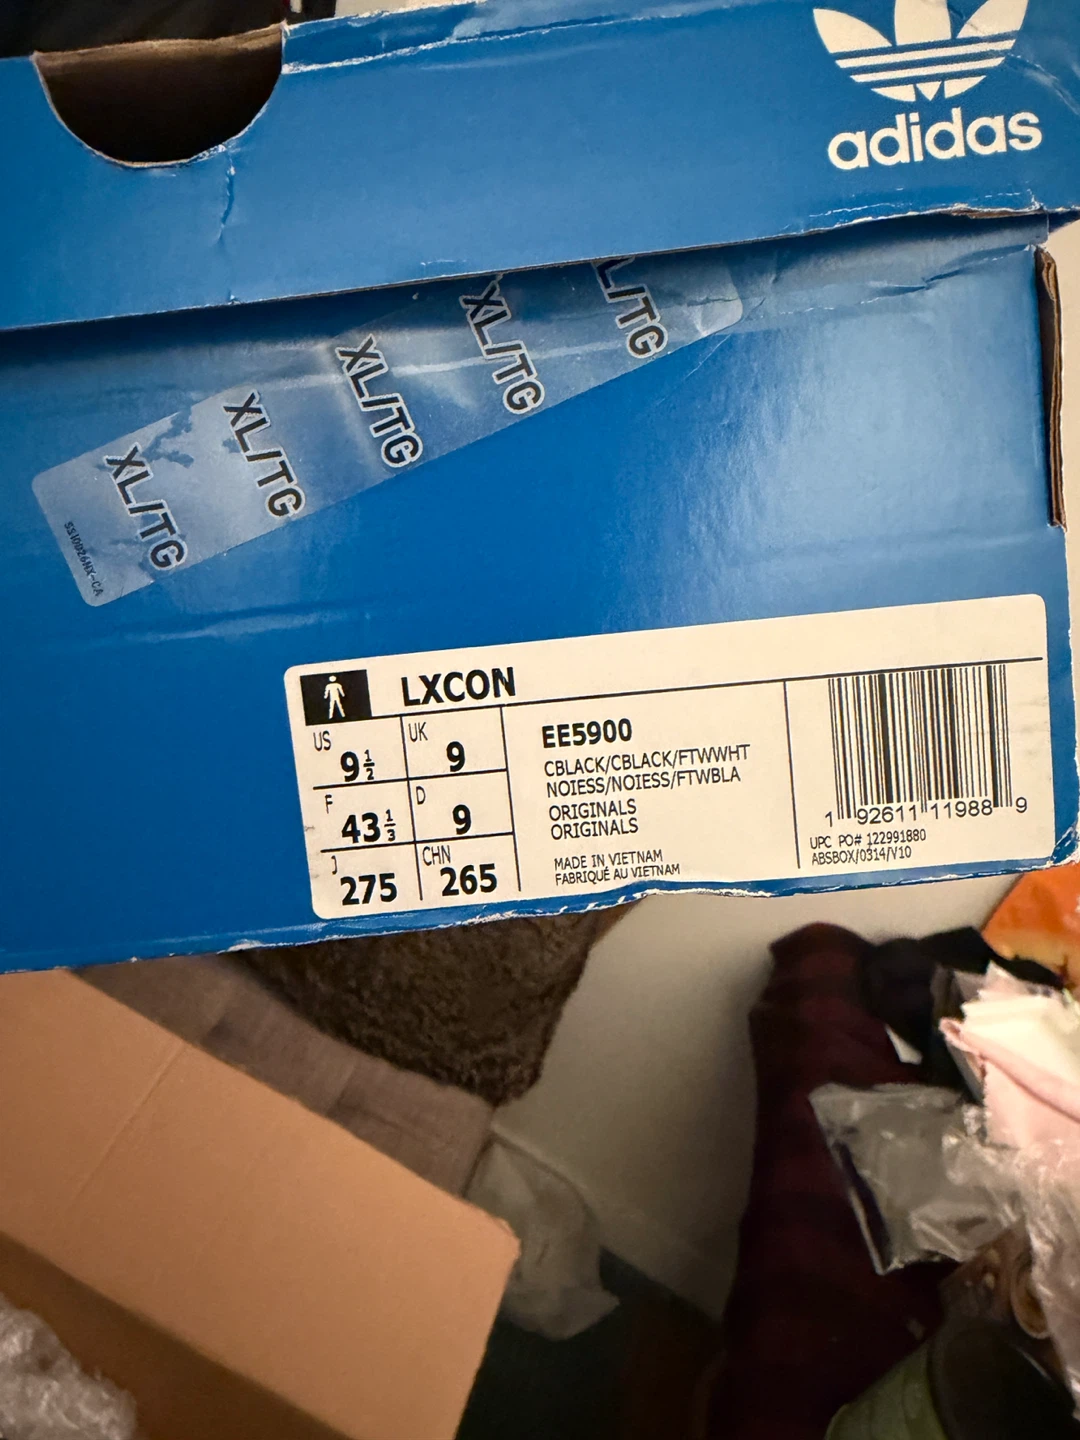 adidas
XL/TG
XL/TG
XL/TG
XL/TG
XL/TG
SS10026NX-CA
LXCON
US 9½
UK 9
F 43⅓
D 9
J 275
CHN 265
EE5900
CBLACK/CBLACK/FTWWHT
NOIESS/NOIESS/FTWBLA
ORIGINALS
ORIGINALS
MADE IN VIETNAM
FABRIQUÉ AU VIETNAM
1 92611 11988 9
UPC PO# 122991880
ABSBOX/0314/V10